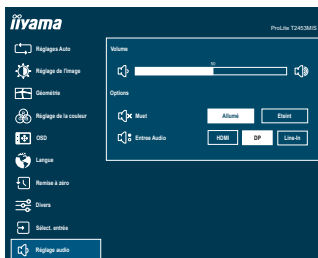 iiyama
ProLite T2453MIS
Réglages Auto
Réglage de l'image
Géométrie
Réglage de la couleur
OSD
Langue
Remise à zéro
Divers
Sélect. entrée
Réglage audio
Volume
50
Options
Muet
Allumé
Eteint
Entree Audio
HDMI
DP
Line-In